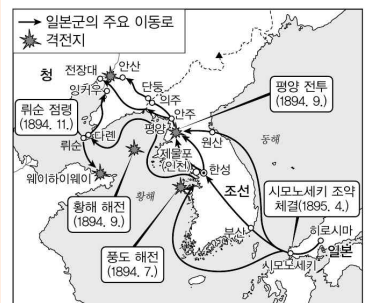 → 일본군의 주요 이동로
격전지
청
전장대
안산
잉커우
단둥
의주
안주
평양 전투
(1894. 9.)
뤼순 점령
(1894. 11.)
다롄
뤼순
평양
원산
동해
제물포
(인천)
한성
웨이하이웨이
조선
황해
황해 해전
(1894. 9.)
시모노세키 조약
체결(1895. 4.)
풍도 해전
(1894. 7.)
부산
히로시마
일본
시모노세키